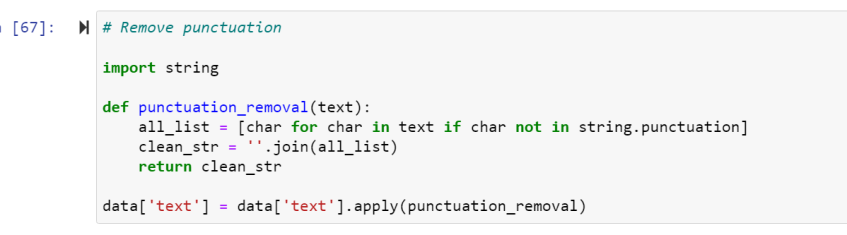 [67]:
# Remove punctuation
import string
def punctuation_removal(text):
    all_list = [char for char in text if char not in string.punctuation]
    clean_str = ''.join(all_list)
    return clean_str
data['text'] = data['text'].apply(punctuation_removal)